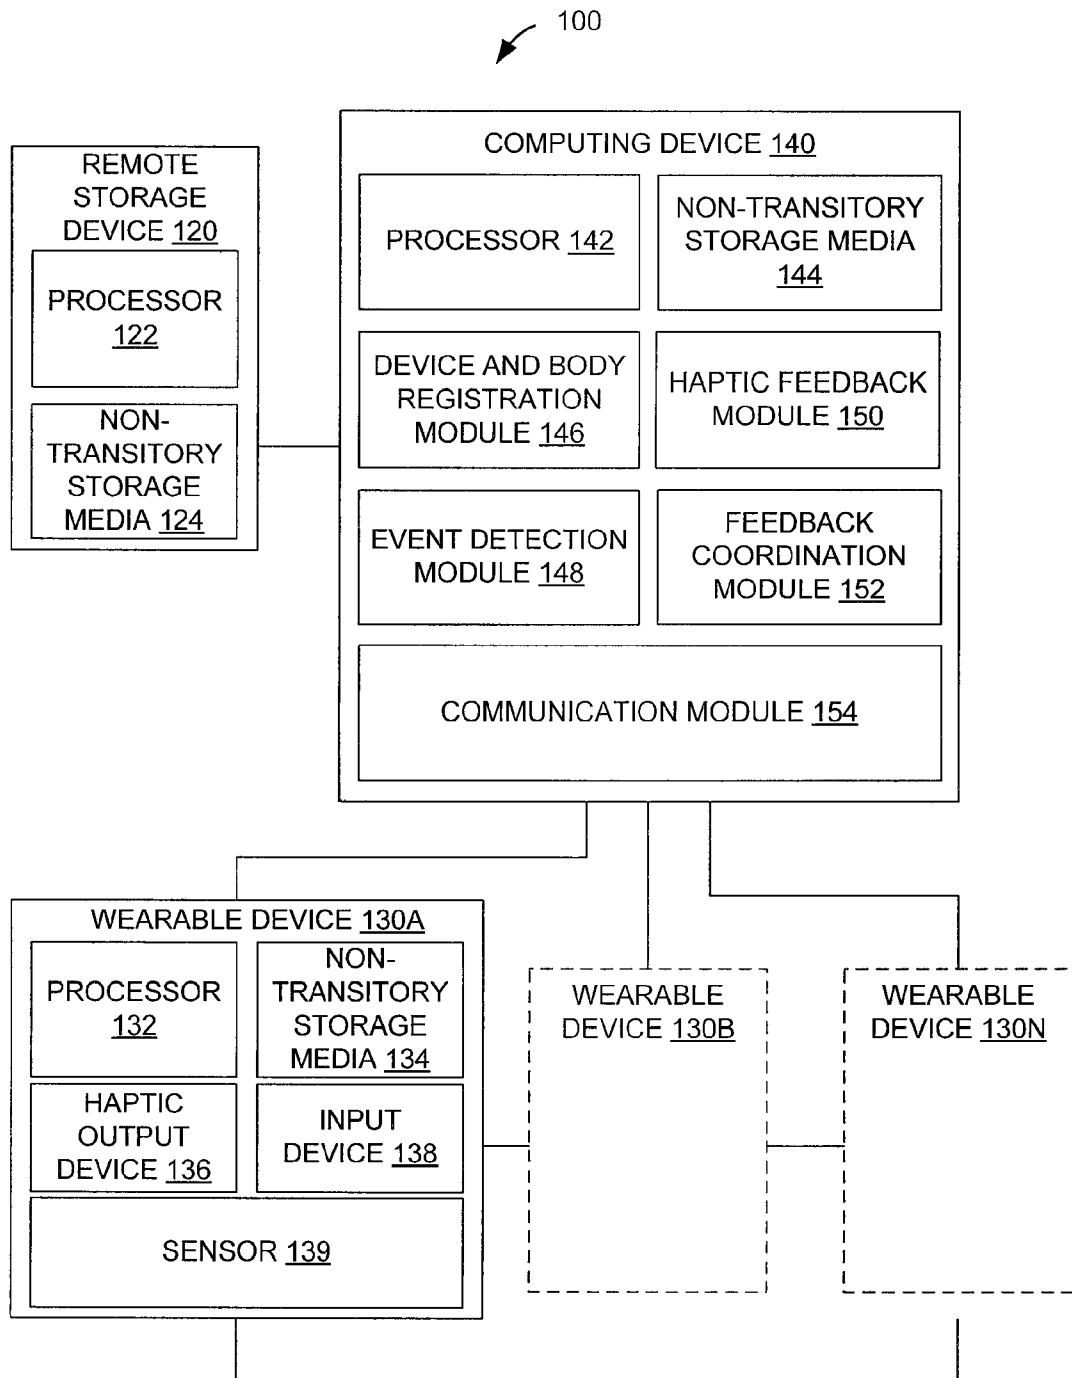 100
REMOTE
STORAGE
DEVICE 120
PROCESSOR
122
NON-
TRANSITORY
STORAGE
MEDIA 124
COMPUTING DEVICE 140
PROCESSOR 142
NON-TRANSITORY
STORAGE MEDIA
144
DEVICE AND BODY
REGISTRATION
MODULE 146
HAPTIC FEEDBACK
MODULE 150
EVENT DETECTION
MODULE 148
FEEDBACK
COORDINATION
MODULE 152
COMMUNICATION MODULE 154
WEARABLE DEVICE 130A
PROCESSOR
132
NON-
TRANSITORY
STORAGE
MEDIA 134
HAPTIC
OUTPUT
DEVICE 136
INPUT
DEVICE 138
SENSOR 139
WEARABLE
DEVICE 130B
WEARABLE
DEVICE 130N